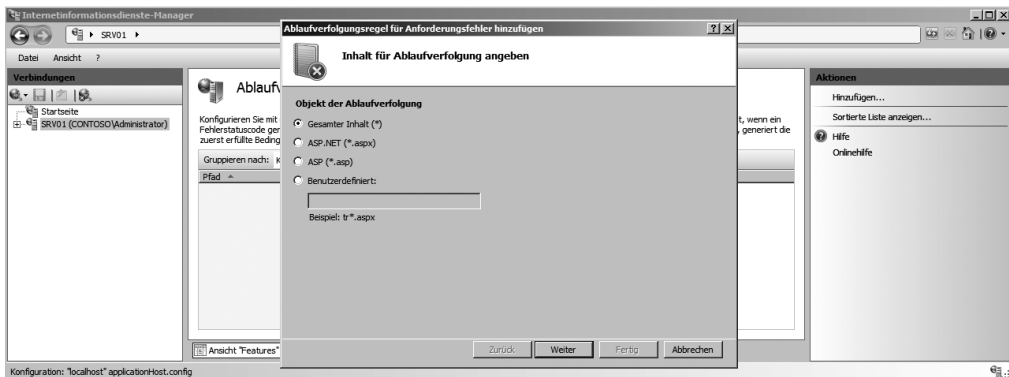 Internetinformationsdienste-Manager
SRV01
Datei Ansicht ?
Verbindungen
Startseite
SRV01 (CONTOSO\Administrator)
Konfigurieren Sie mit
Fehlerstatuscode
zuerst erfüllte
Gruppieren nach:
Pfad
Ansicht "Features"
Ablaufverfolgungsregel für Anforderungsfehler hinzufügen
Inhalt für Ablaufverfolgung angeben
Objekt der Ablaufverfolgung
Gesamter Inhalt (*)
ASP.NET (*.aspx)
ASP (*.asp)
Benutzerdefiniert:
Beispiel: tr*.aspx
Zurück Weiter Fertig Abbrechen
t, wenn ein
, generiert die
Aktionen
Hinzufügen...
Sortierte Liste anzeigen...
Hilfe
Onlinehilfe
Konfiguration: "localhost" applicationHost.config